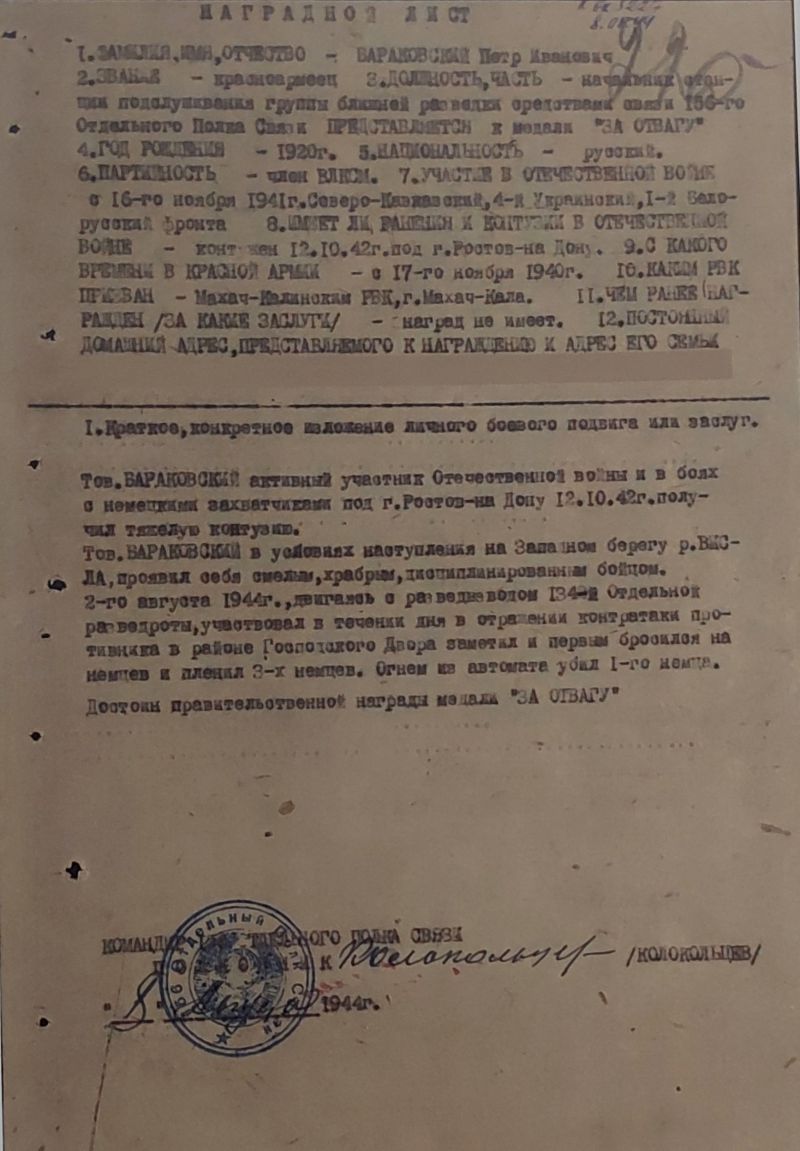 НАГРАДНОЙ ЛИСТ
1.ФАМИЛИЯ,ИМЯ,ОТЧЕСТВО - БАРАКОВСКИЙ Петр Иванович
2.ЗВАНИЕ - красноармеец 3.ДОЛЖНОСТЬ,ЧАСТЬ - начальник стан-
ции подслушивания группы ближней разведки средствами связи 156-го
Отдельного Полка Связи ПРЕДСТАВЛЯЕТСЯ к медали "ЗА ОТВАГУ"
4.ГОД РОЖДЕНИЯ - 1920г. 5.НАЦИОНАЛЬНОСТЬ - русский.
6.ПАРТИЙНОСТЬ - член ВЛКСМ. 7.УЧАСТИЕ В ОТЕЧЕСТВЕННОЙ ВОЙНЕ
с 16-го ноября 1941г.Северо-Кавказский,4-й Украинский,1-й Бело-
русский фронта 8.ИМЕЕТ ЛИ РАНЕНИЯ И КОНТУЗИИ В ОТЕЧЕСТВЕННОЙ
ВОЙНЕ - контужен 12.10.42г.под г.Ростов-на Дону. 9.С КАКОГО
ВРЕМЕНИ В КРАСНОЙ АРМИИ - с 17-го ноября 1940г. 10.КАКИМ РВК
ПРИЗВАН - Махач-Калинским РВК,г.Махач-Кала. 11.ЧЕМ РАНЕЕ НАГ-
РАЖДЕН /ЗА КАКИЕ ЗАСЛУГИ/ - наград не имеет. 12.ПОСТОЯННЫЙ
ДОМАШНИЙ АДРЕС,ПРЕДСТАВЛЯЕМОГО К НАГРАЖДЕНИЮ И АДРЕС ЕГО СЕМЬИ
1.Краткое,конкретное изложение личного боевого подвига или заслуг.
Тов.БАРАКОВСКИЙ активный участник Отечественной войны и в боях
с немецкими захватчиками под г.Ростов-на Дону 12.10.42г.полу-
чил тяжелую контузию.
Тов.БАРАКОВСКИЙ в условиях наступления на Западном берегу р.ВИС-
ЛА,проявил себя смелым,храбрым,дисциплинированным бойцом.
2-го августа 1944г.,двигаясь с разведвзводом 134-й Отдельной
разведроты,участвовал в течении дня в отражении контратаки про-
тивника в районе Господского Двора заметил и первым бросился на
немцев и пленил 3-х немцев. Огнем из автомата убил 1-го немца.
Достоин правительственной награды медали "ЗА ОТВАГУ"
КОМАНДИР ОТДЕЛЬНОГО ПОЛКА СВЯЗИ
/КОЛОКОЛЬЦЕВ/
"8" 1944г.